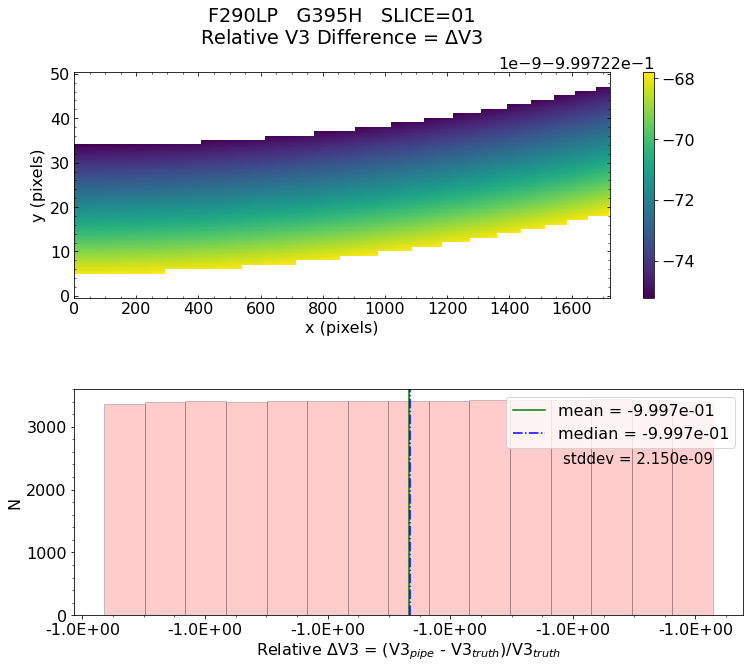 F290LP G395H SLICE=01
Relative V3 Difference = ΔV3
1e−9−9.99722e−1
50
40
30
20
10
0
y (pixels)
0 200 400 600 800 1000 1200 1400 1600
x (pixels)
−68
−70
−72
−74
3000
2000
1000
0
N
mean = -9.997e-01
median = -9.997e-01
stddev = 2.150e-09
-1.0E+00 -1.0E+00 -1.0E+00 -1.0E+00 -1.0E+00 -1.0E+00
Relative ΔV3 = (V3pipe - V3truth)/V3truth